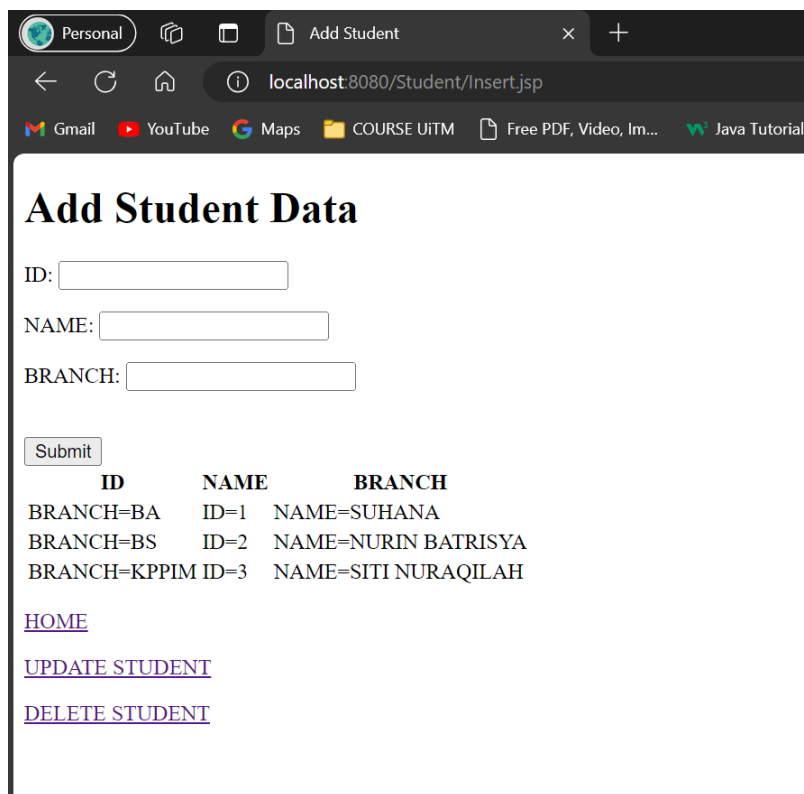 Personal Add Student
localhost:8080/Student/Insert.jsp
Gmail YouTube Maps COURSE UiTM Free PDF, Video, Im... Java Tutorial
Add Student Data
ID:
NAME:
BRANCH:
Submit
ID NAME BRANCH
BRANCH=BA ID=1 NAME=SUHANA
BRANCH=BS ID=2 NAME=NURIN BATRISYA
BRANCH=KPPIM ID=3 NAME=SITI NURAQILAH
HOME
UPDATE STUDENT
DELETE STUDENT